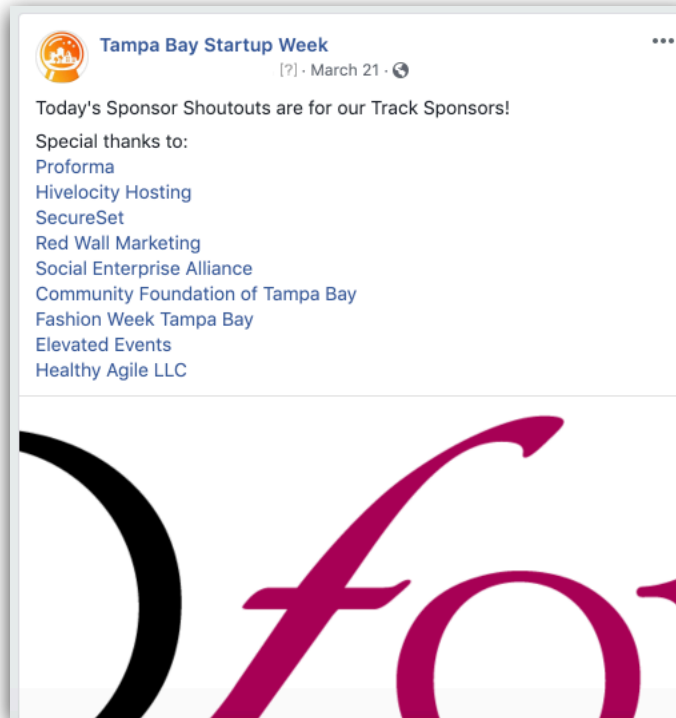 Tampa Bay Startup Week
[?] · March 21 ·
Today's Sponsor Shoutouts are for our Track Sponsors!
Special thanks to:
Proforma
Hivelocity Hosting
SecureSet
Red Wall Marketing
Social Enterprise Alliance
Community Foundation of Tampa Bay
Fashion Week Tampa Bay
Elevated Events
Healthy Agile LLC
ofo